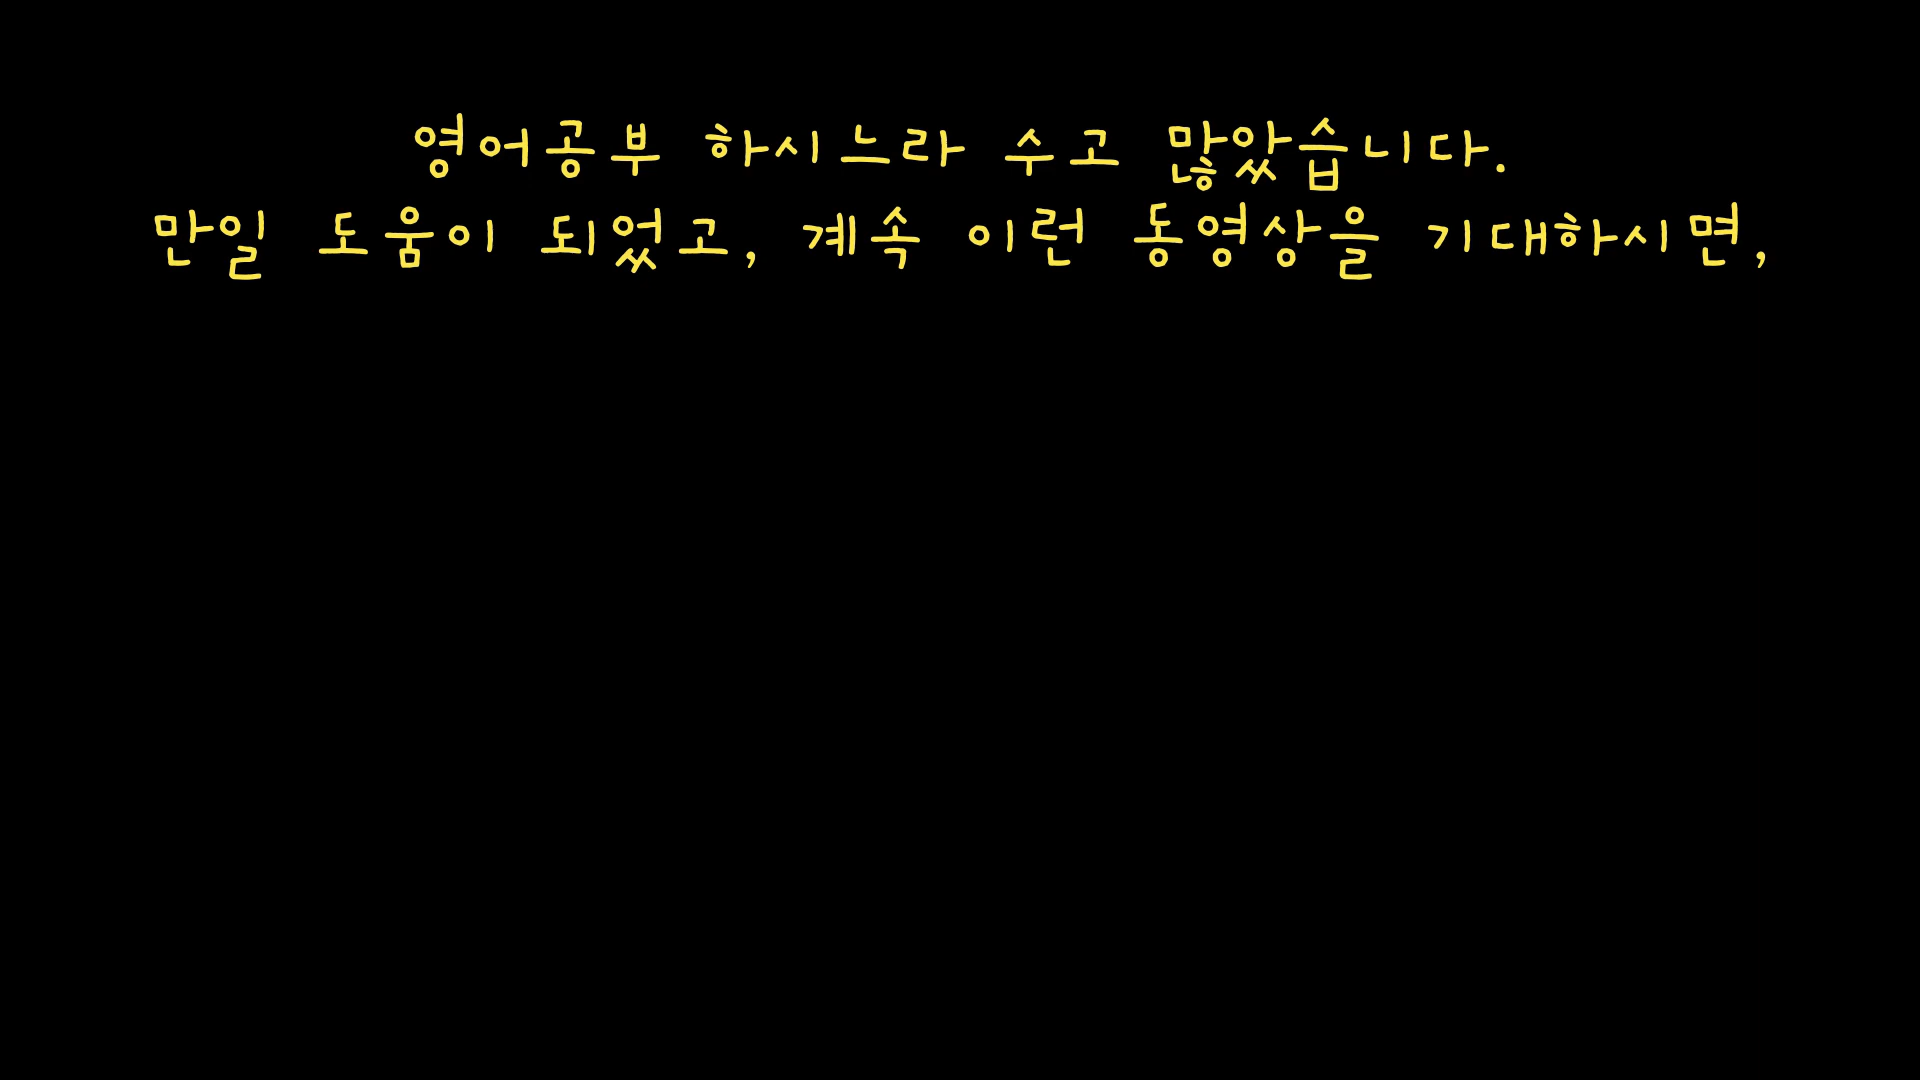 영어공부 하시느라 수고 많았습니다.
만일 도움이 되었고, 계속 이런 동영상을 기대하시면,